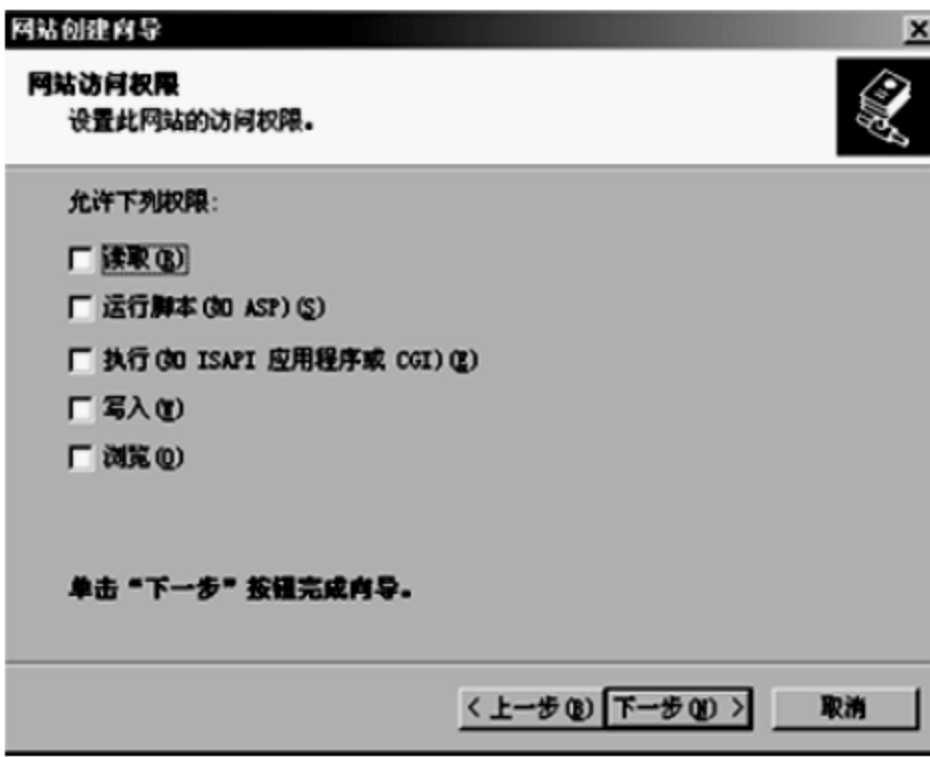 网站创建向导
网站访问权限
设置此网站的访问权限。
允许下列权限:
读取(R)
运行脚本(如 ASP)(S)
执行(如 ISAPI 应用程序或 CGI)(E)
写入(W)
浏览(O)
单击“下一步”按钮完成向导。
< 上一步(B) 下一步(N) > 取消